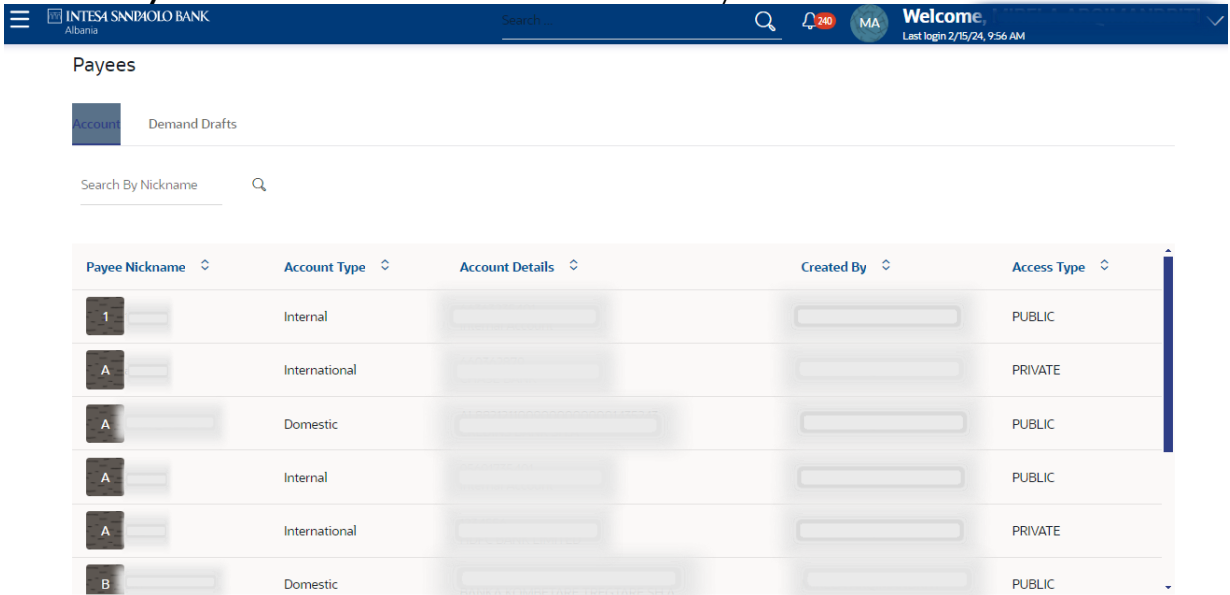 INTESA SANPAOLO BANK
Albania
Search...
240
MA
Welcome,
Last login 2/15/24, 9:56 AM
Payees
Account Demand Drafts
Search By Nickname
Payee Nickname Account Type Account Details Created By Access Type
1 Internal PUBLIC
A International PRIVATE
A Domestic PUBLIC
A Internal PUBLIC
A International PRIVATE
B Domestic PUBLIC